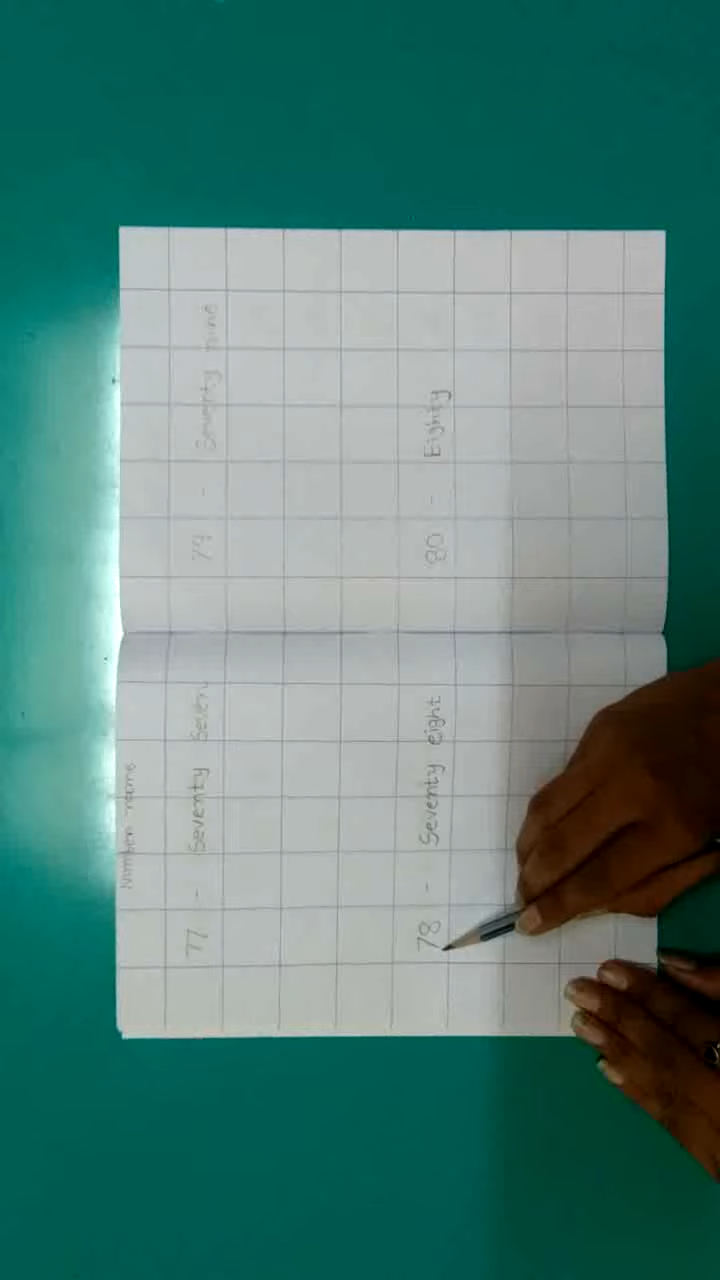 Number name
77 - Seventy Seven
78 - Seventy eight
79 - Seventy nine
80 - Eighty